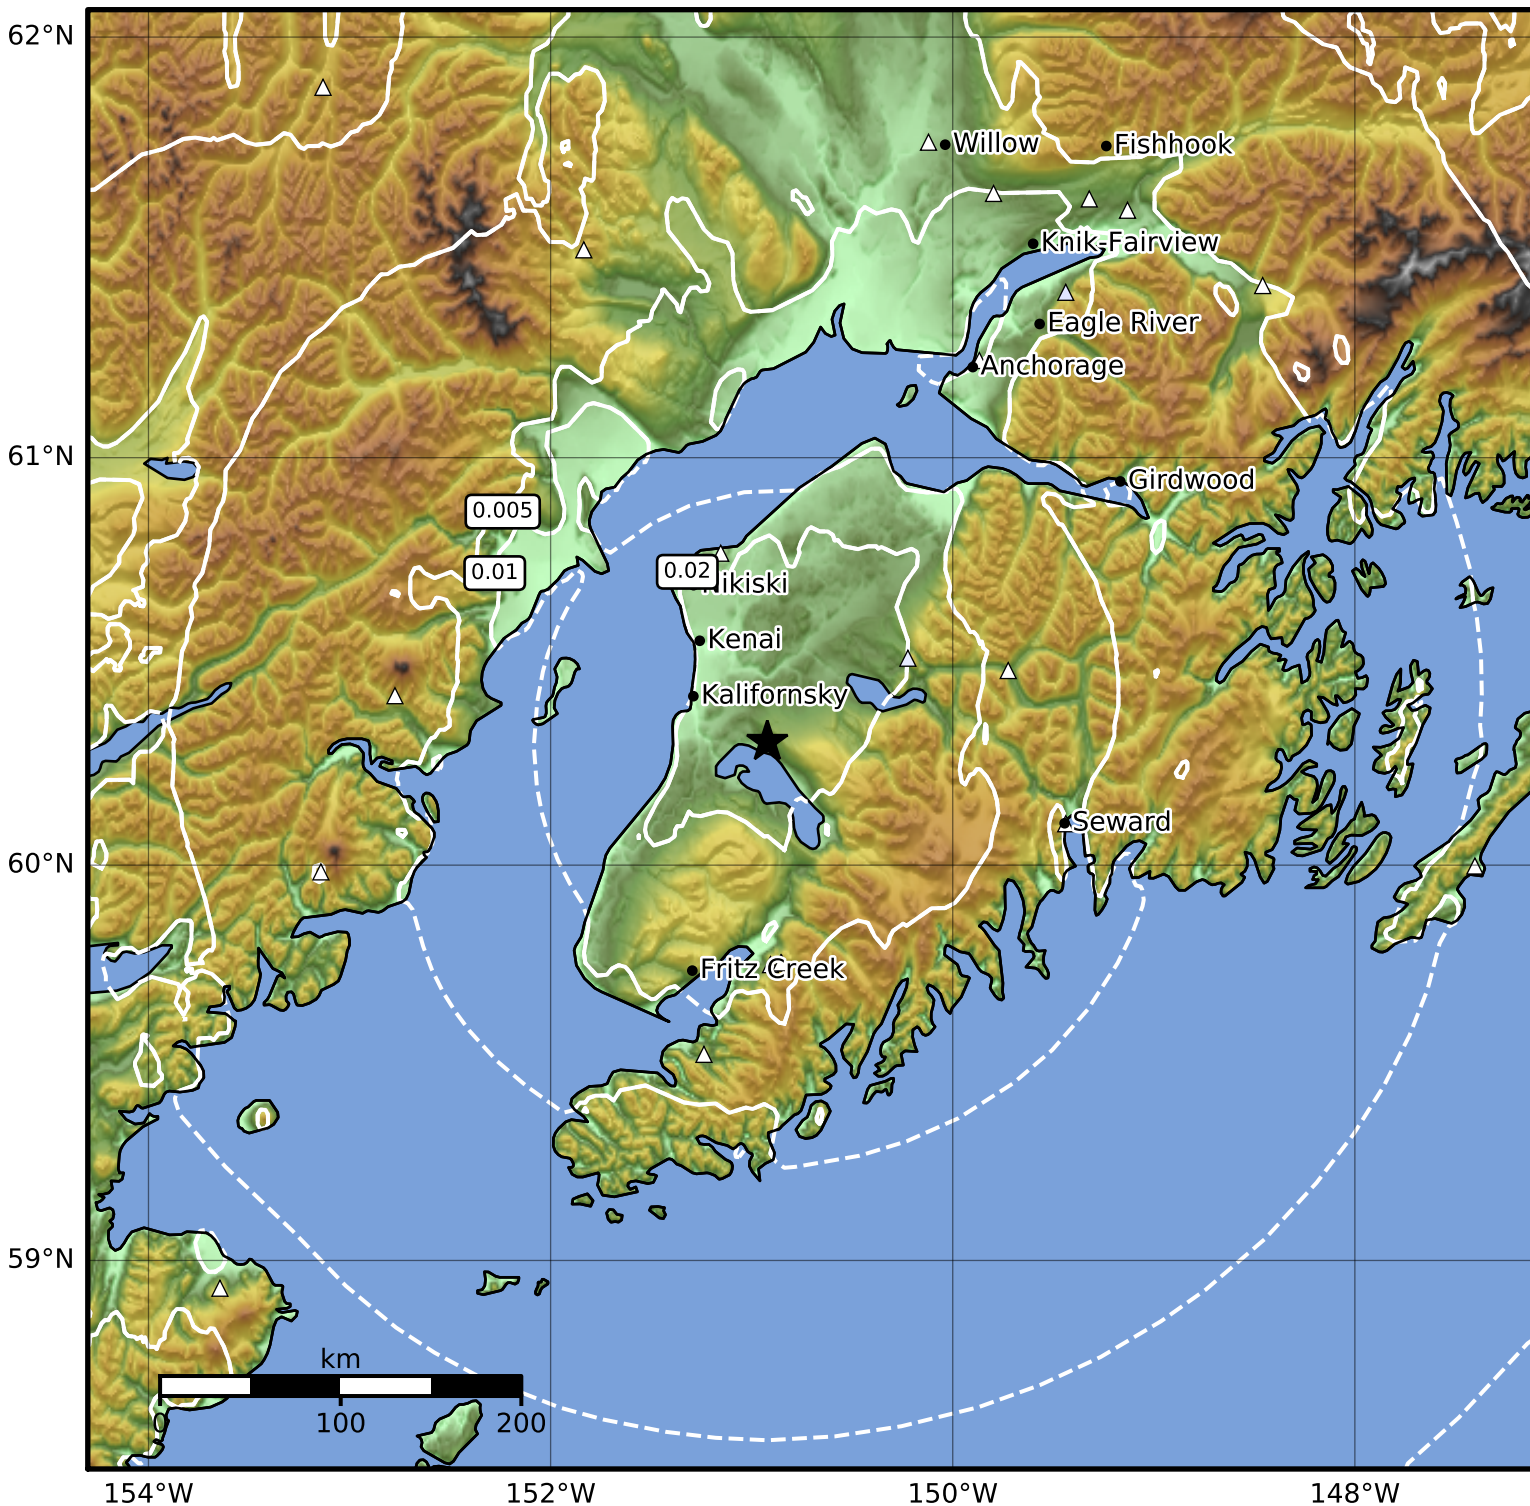 62°N
Willow
Fishhook
Knik-Fairview
Eagle River
Anchorage
61°N
Girdwood
0.005
0.01
0.02
Nikiski
Kenai
Kalifornsky
Seward
60°N
Fritz Creek
59°N
km
0 100 200
154°W 152°W 150°W 148°W